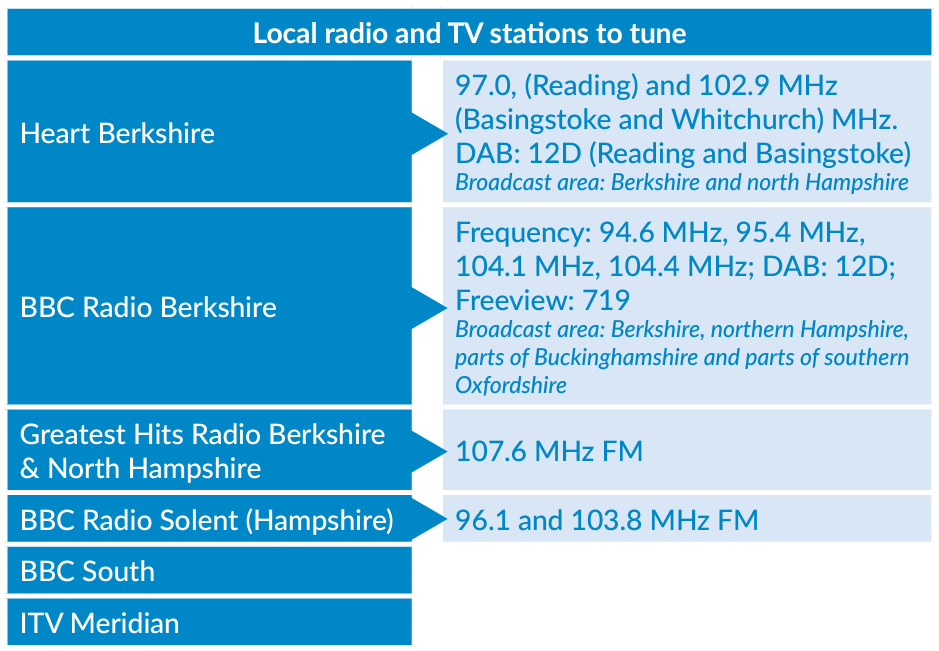 Local radio and TV stations to tune
Heart Berkshire
97.0, (Reading) and 102.9 MHz
(Basingstoke and Whitchurch) MHz.
DAB: 12D (Reading and Basingstoke)
Broadcast area: Berkshire and north Hampshire
BBC Radio Berkshire
Frequency: 94.6 MHz, 95.4 MHz,
104.1 MHz, 104.4 MHz; DAB: 12D;
Freeview: 719
Broadcast area: Berkshire, northern Hampshire,
parts of Buckinghamshire and parts of southern
Oxfordshire
Greatest Hits Radio Berkshire
& North Hampshire
107.6 MHz FM
BBC Radio Solent (Hampshire)
96.1 and 103.8 MHz FM
BBC South
ITV Meridian